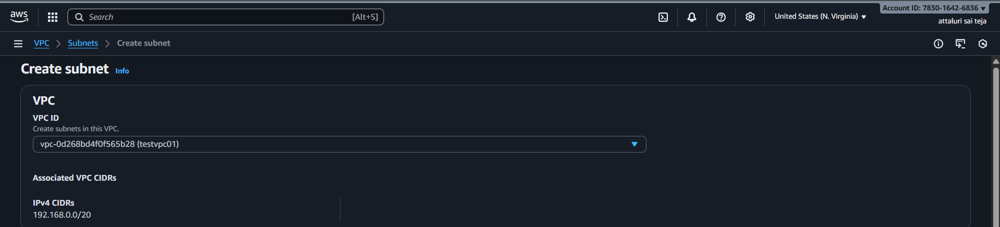 aws
Search [Alt+S]
United States (N. Virginia)
Account ID: 7830-1642-6836
attaluri sai teja
VPC
Subnets
Create subnet
Create subnet Info
VPC
VPC ID
Create subnets in this VPC.
vpc-0d268bd4f0f565b28 (testvpc01)
Associated VPC CIDRs
IPv4 CIDRs
192.168.0.0/20